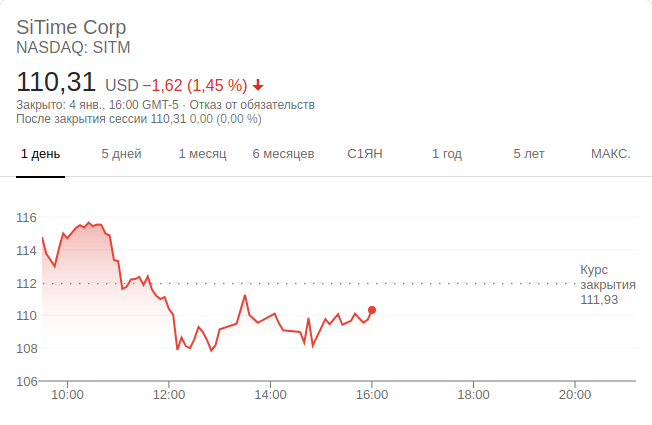 SiTime Corp
NASDAQ: SITM
110,31 USD −1,62 (1,45 %)
Закрыто: 4 янв., 16:00 GMT-5 · Отказ от обязательств
После закрытия сессии 110,31 0,00 (0,00 %)
1 день 5 дней 1 месяц 6 месяцев С1ЯН 1 год 5 лет МАКС.
116
114
112
110
108
106
Курс
закрытия
111,93
10:00 12:00 14:00 16:00 18:00 20:00